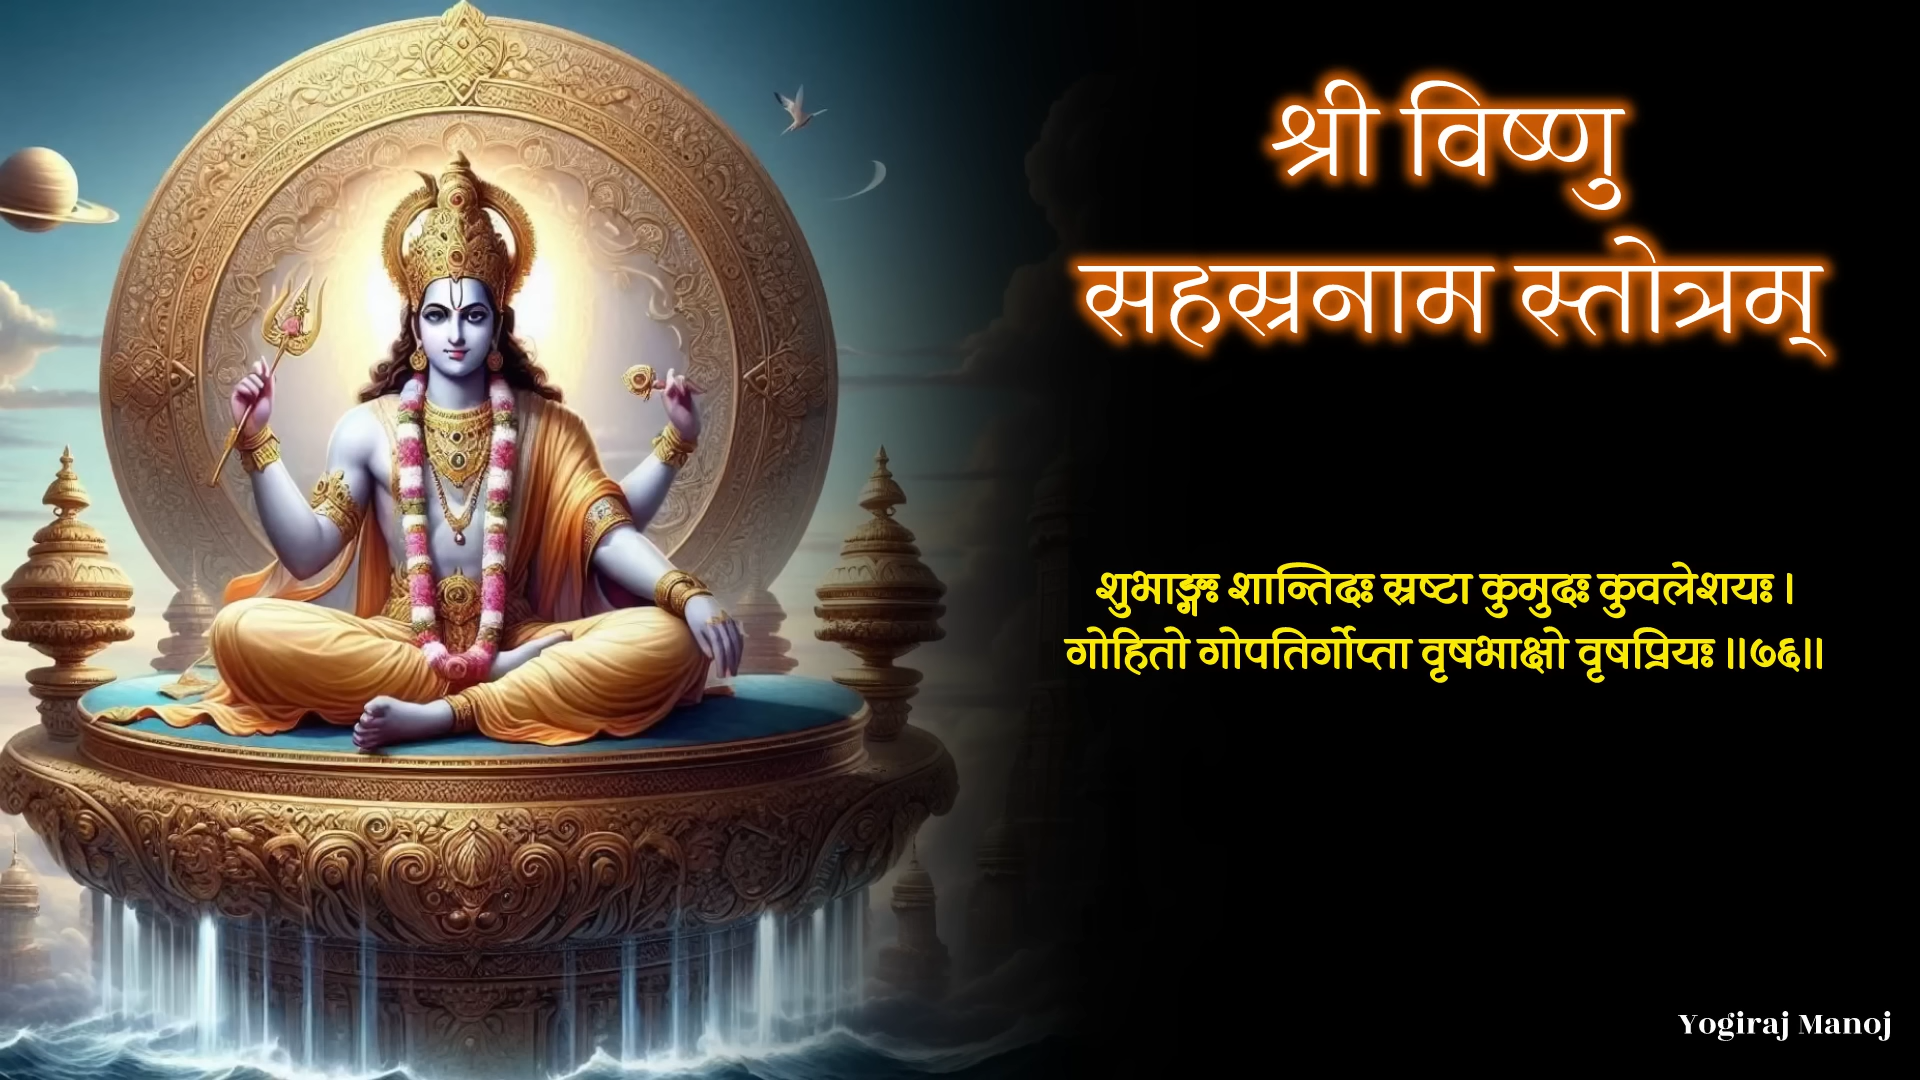 श्री विष्णु
सहस्रनाम स्तोत्रम्
शुभाङ्गः शान्तिदः स्रष्टा कुमुदः कुवलेशयः ।
गोहितो गोपतिर्गोप्ता वृषभाक्षो वृषप्रियः ॥७६॥
Yogiraj Manoj